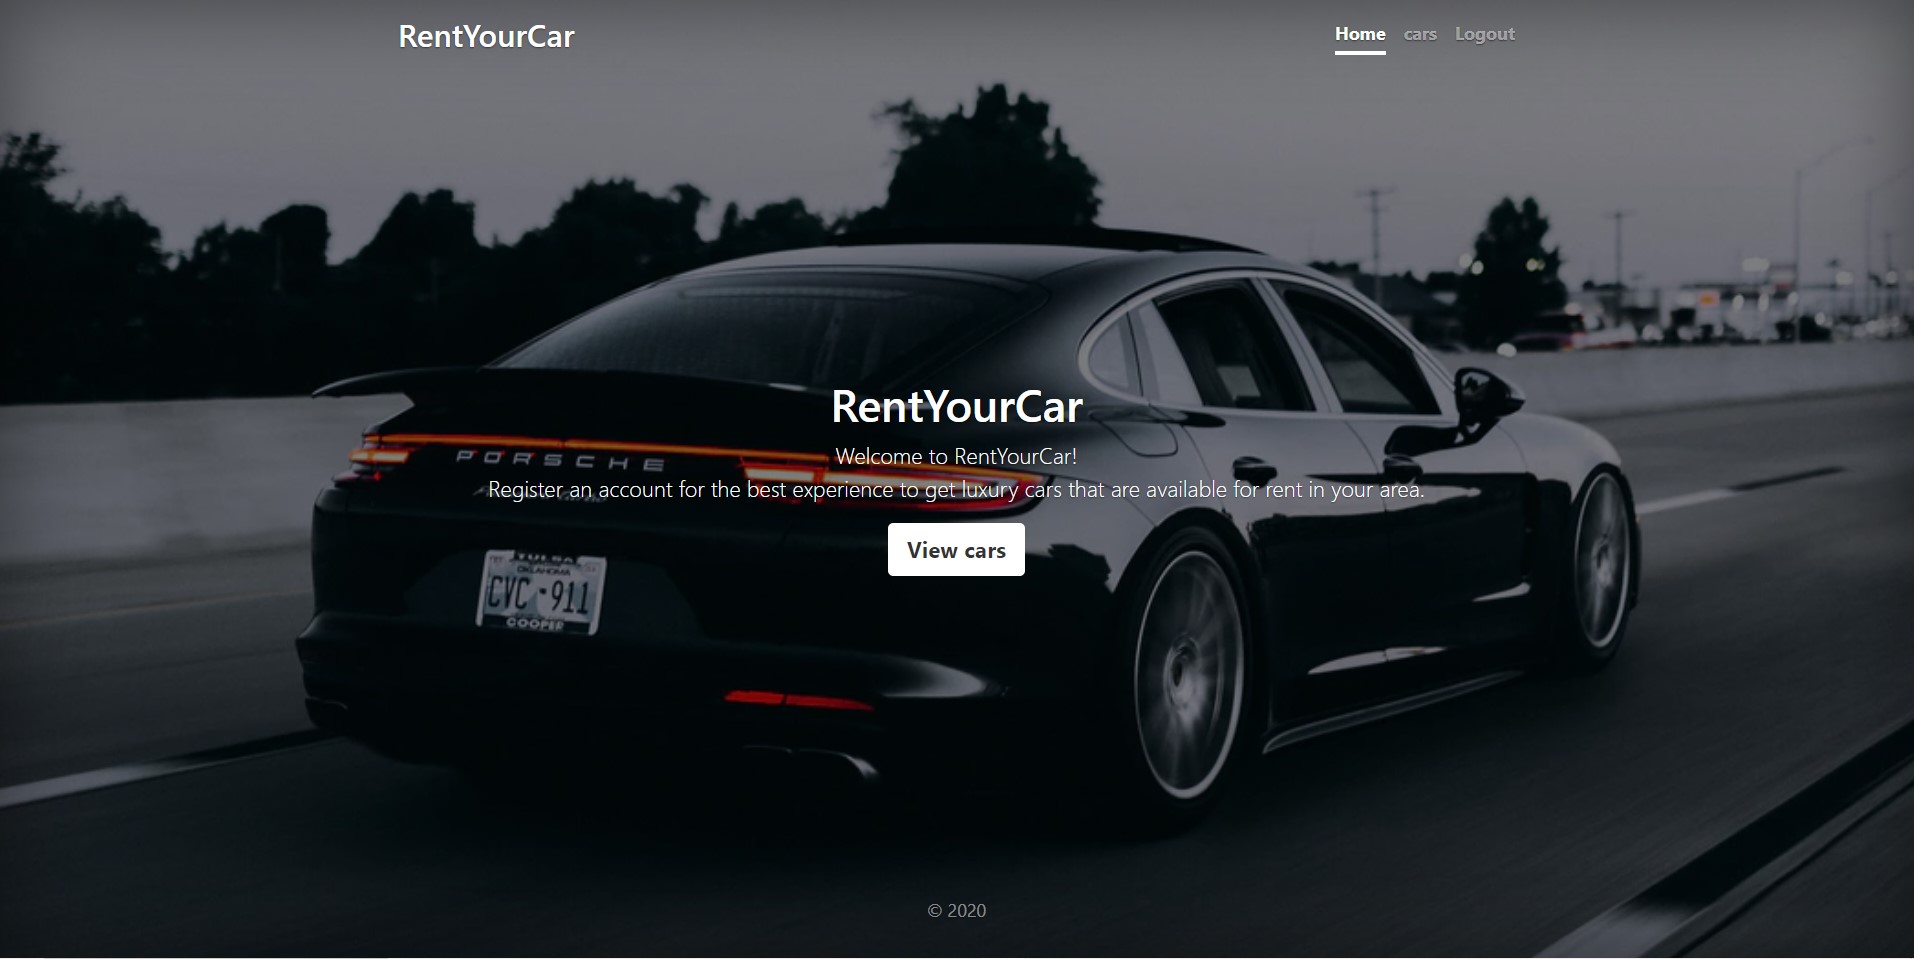 RentYourCar
Home cars Logout
RentYourCar
Welcome to RentYourCar!
PORSCHE
Register an account for the best experience to get luxury cars that are available for rent in your area.
View cars
OKLAHOMA
CVC-911
COOPER
© 2020